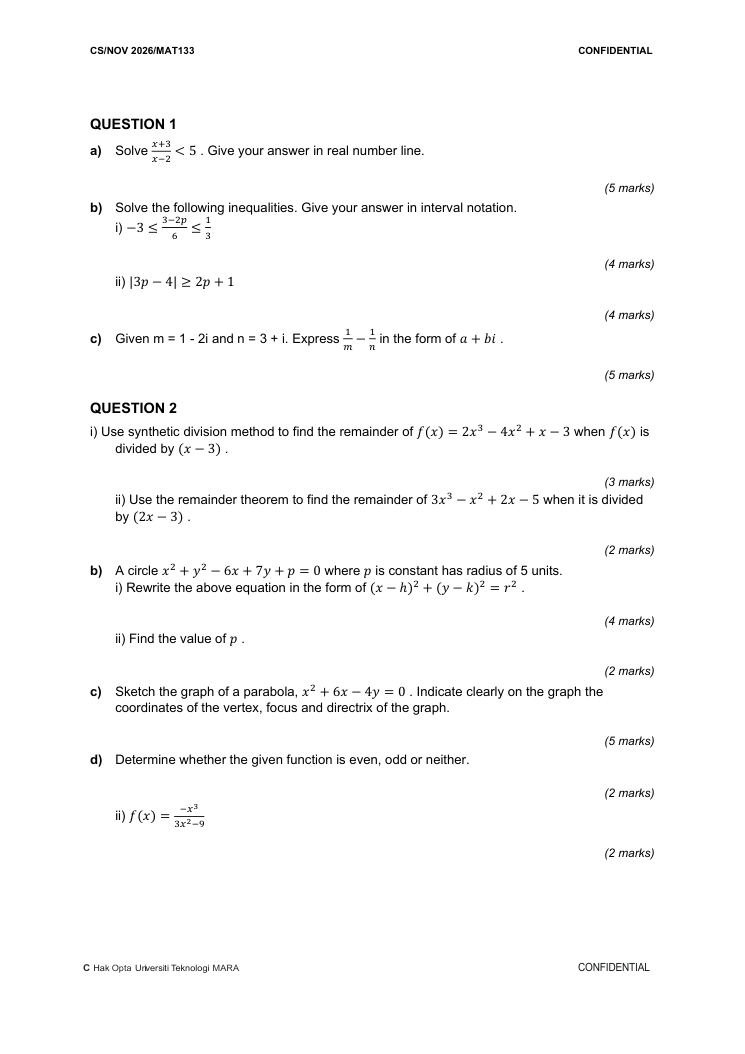 CS/NOV 2026/MAT133 CONFIDENTIAL
QUESTION 1
a) Solve \frac{x+3}{x−2} < 5 . Give your answer in real number line.
(5 marks)
b) Solve the following inequalities. Give your answer in interval notation.
i) −3 ≤ \frac{3−2p}{6} ≤ \frac{1}{3}
(4 marks)
ii) |3p − 4| ≥ 2p + 1
(4 marks)
c) Given m = 1 - 2i and n = 3 + i. Express \frac{1}{m} − \frac{1}{n} in the form of a + bi .
(5 marks)
QUESTION 2
i) Use synthetic division method to find the remainder of f(x) = 2x³ − 4x² + x − 3 when f(x) is
divided by (x − 3) .
(3 marks)
ii) Use the remainder theorem to find the remainder of 3x³ − x² + 2x − 5 when it is divided
by (2x − 3) .
(2 marks)
b) A circle x² + y² − 6x + 7y + p = 0 where p is constant has radius of 5 units.
i) Rewrite the above equation in the form of (x − h)² + (y − k)² = r² .
(4 marks)
ii) Find the value of p .
(2 marks)
c) Sketch the graph of a parabola, x² + 6x − 4y = 0 . Indicate clearly on the graph the
coordinates of the vertex, focus and directrix of the graph.
(5 marks)
d) Determine whether the given function is even, odd or neither.
(2 marks)
ii) f(x) = \frac{−x³}{3x²−9}
(2 marks)
C Hak Opta Universiti Teknologi MARA CONFIDENTIAL